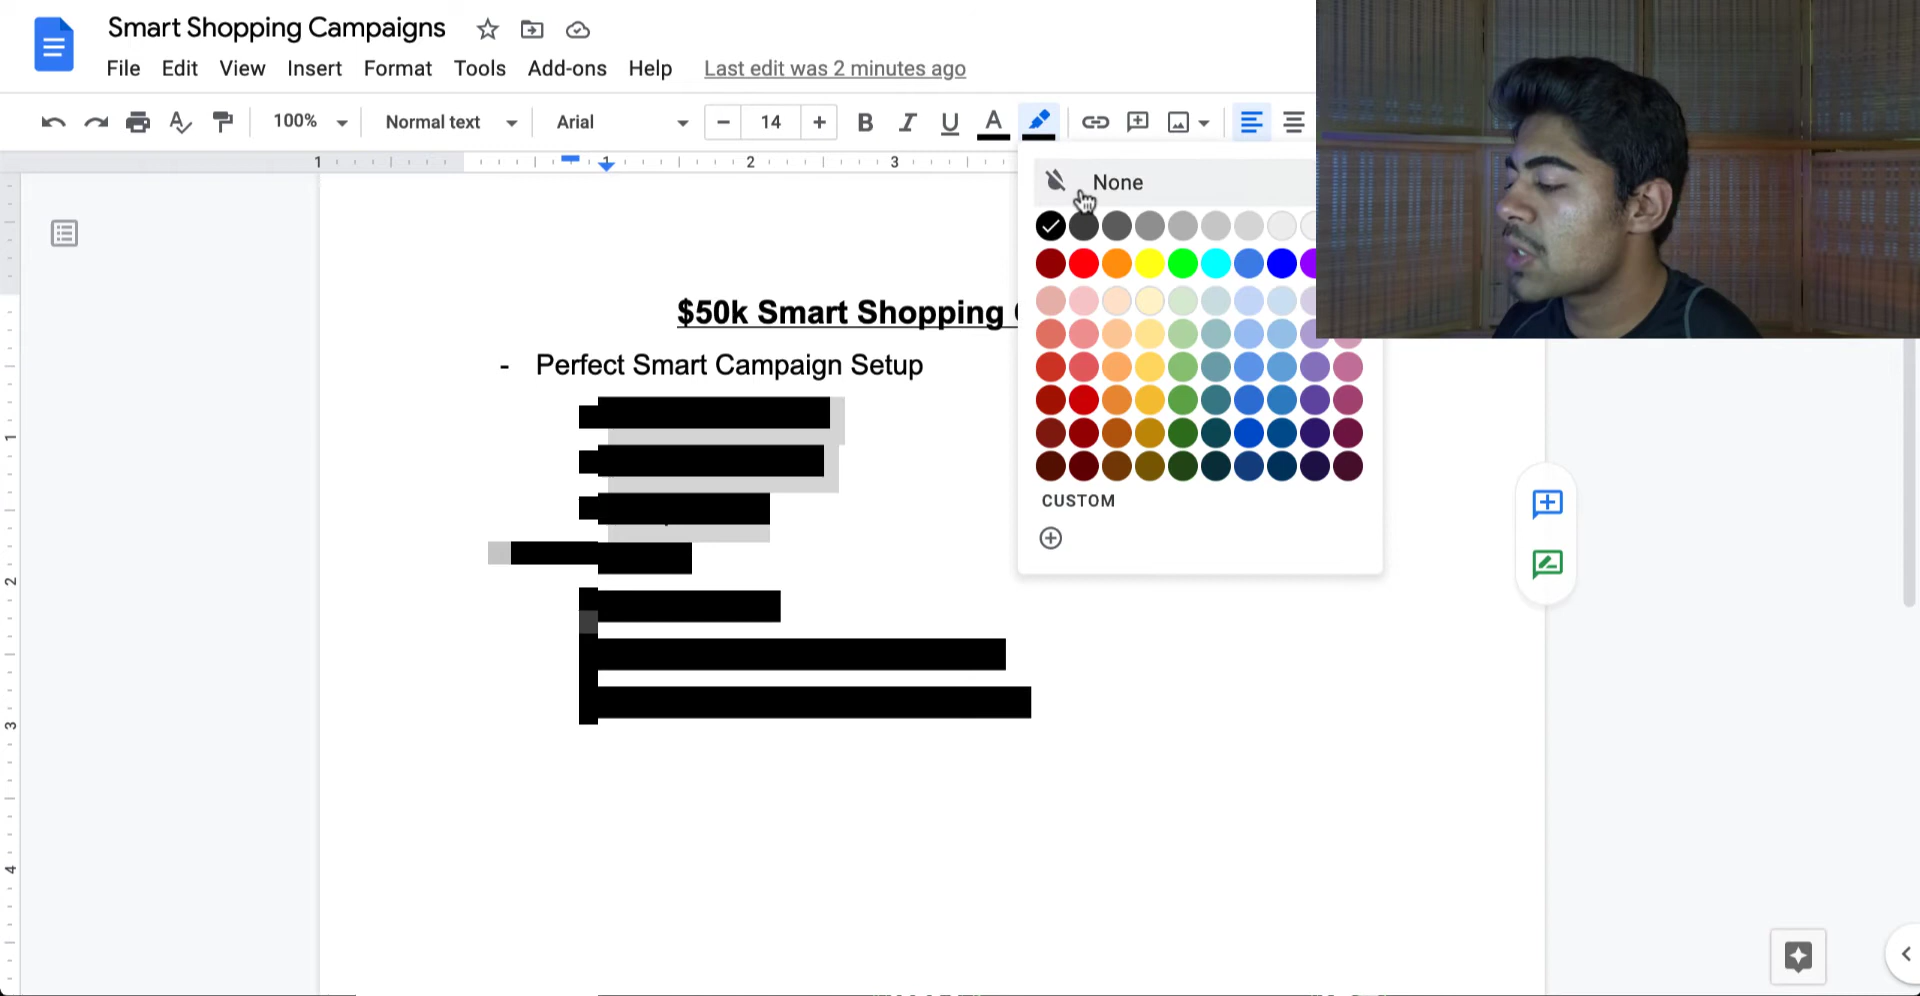 Smart Shopping Campaigns
File Edit View Insert Format Tools Add-ons Help Last edit was 2 minutes ago
100% Normal text Arial 14 B I U A
1 1 2 3
None
$50k Smart Shopping
- Perfect Smart Campaign Setup
CUSTOM
1
2
3
4